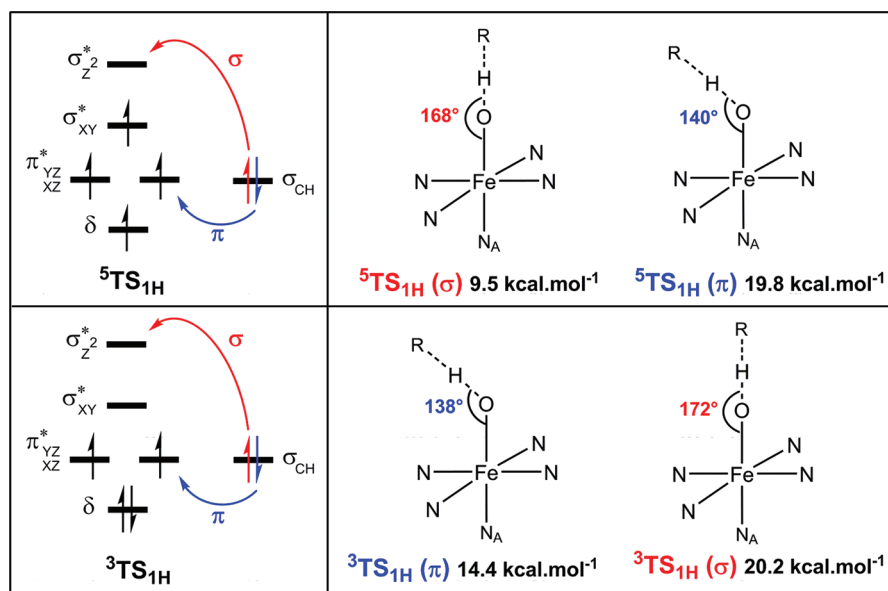 σ*Z²
σ
σ*XY
π*YZ
XZ
σCH
δ
π
⁵TS1H
R
H
O
168°
N
N Fe N
N
NA
⁵TS1H (σ) 9.5 kcal.mol⁻¹
R
H
O
140°
N
N Fe N
N
NA
⁵TS1H (π) 19.8 kcal.mol⁻¹
σ*Z²
σ
σ*XY
π*YZ
XZ
σCH
δ
π
³TS1H
R
H
O
138°
N
N Fe N
N
NA
³TS1H (π) 14.4 kcal.mol⁻¹
R
H
O
172°
N
N Fe N
N
NA
³TS1H (σ) 20.2 kcal.mol⁻¹